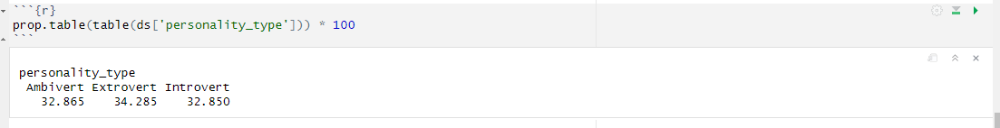 ```{r}
prop.table(table(ds['personality_type'])) * 100
```
personality_type
Ambivert Extrovert Introvert
32.865 34.285 32.850